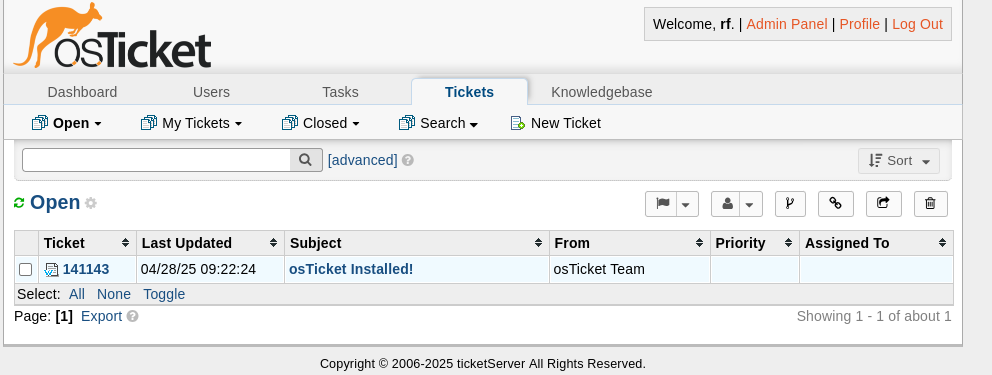 osTicket
Welcome, rf. | Admin Panel | Profile | Log Out
Dashboard Users Tasks Tickets Knowledgebase
Open My Tickets Closed Search New Ticket
[advanced] ? Sort
Open
Ticket Last Updated Subject From Priority Assigned To
141143 04/28/25 09:22:24 osTicket Installed! osTicket Team
Select: All None Toggle
Page: [1] Export ? Showing 1 - 1 of about 1
Copyright © 2006-2025 ticketServer All Rights Reserved.